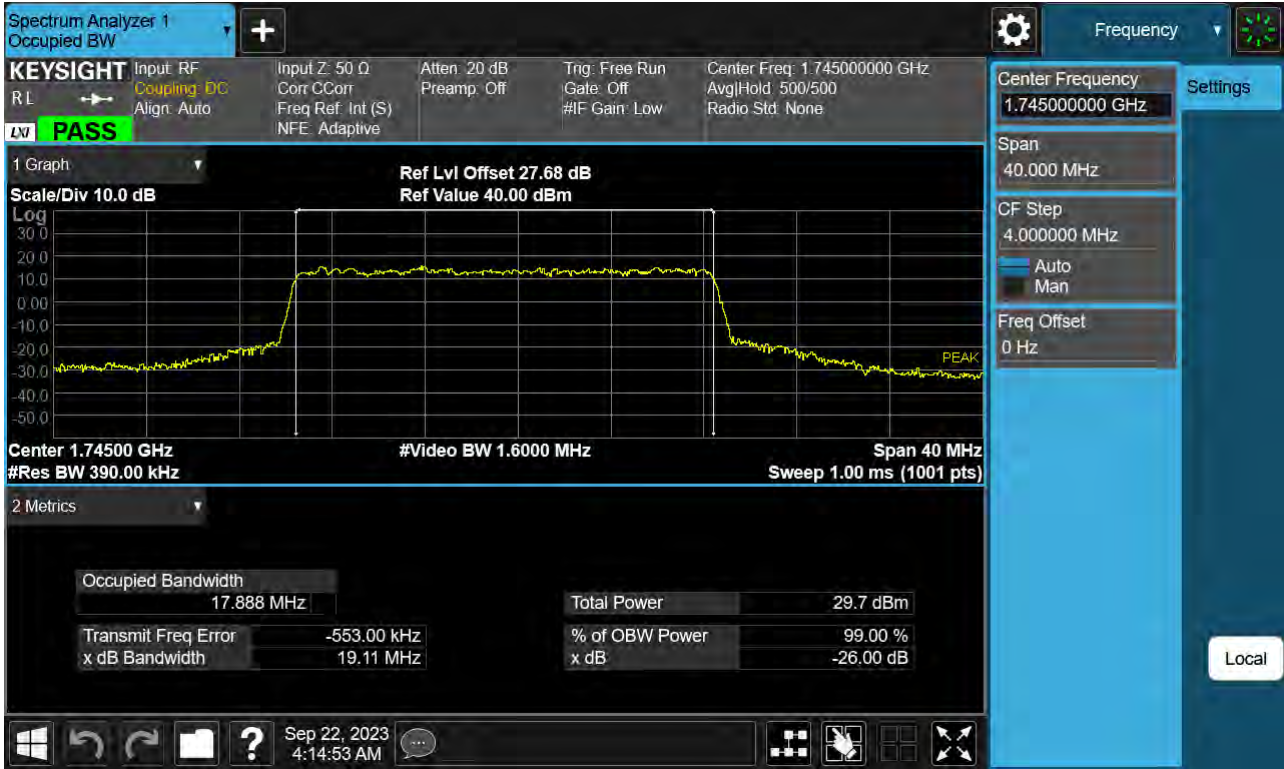 Spectrum Analyzer 1
Occupied BW
Frequency
KEYSIGHT
R L
LXI PASS
Input: RF
Coupling: DC
Align: Auto
Input Z: 50 Ω
Corr CCorr
Freq Ref: Int (S)
NFE: Adaptive
Atten: 20 dB
Preamp: Off
Trig: Free Run
Gate: Off
#IF Gain: Low
Center Freq: 1.745000000 GHz
Avg|Hold: 500/500
Radio Std: None
Center Frequency
1.745000000 GHz
Settings
Span
40.000 MHz
CF Step
4.000000 MHz
Auto
Man
Freq Offset
0 Hz
Local
1 Graph
Scale/Div 10.0 dB
Ref Lvl Offset 27.68 dB
Ref Value 40.00 dBm
Log
30.0
20.0
10.0
0.00
-10.0
-20.0
-30.0
-40.0
-50.0
PEAK
Center 1.74500 GHz
#Video BW 1.6000 MHz
Span 40 MHz
#Res BW 390.00 kHz
Sweep 1.00 ms (1001 pts)
2 Metrics
Occupied Bandwidth
17.888 MHz
Total Power 29.7 dBm
Transmit Freq Error -553.00 kHz
% of OBW Power 99.00 %
x dB Bandwidth 19.11 MHz
x dB -26.00 dB
?
Sep 22, 2023
4:14:53 AM